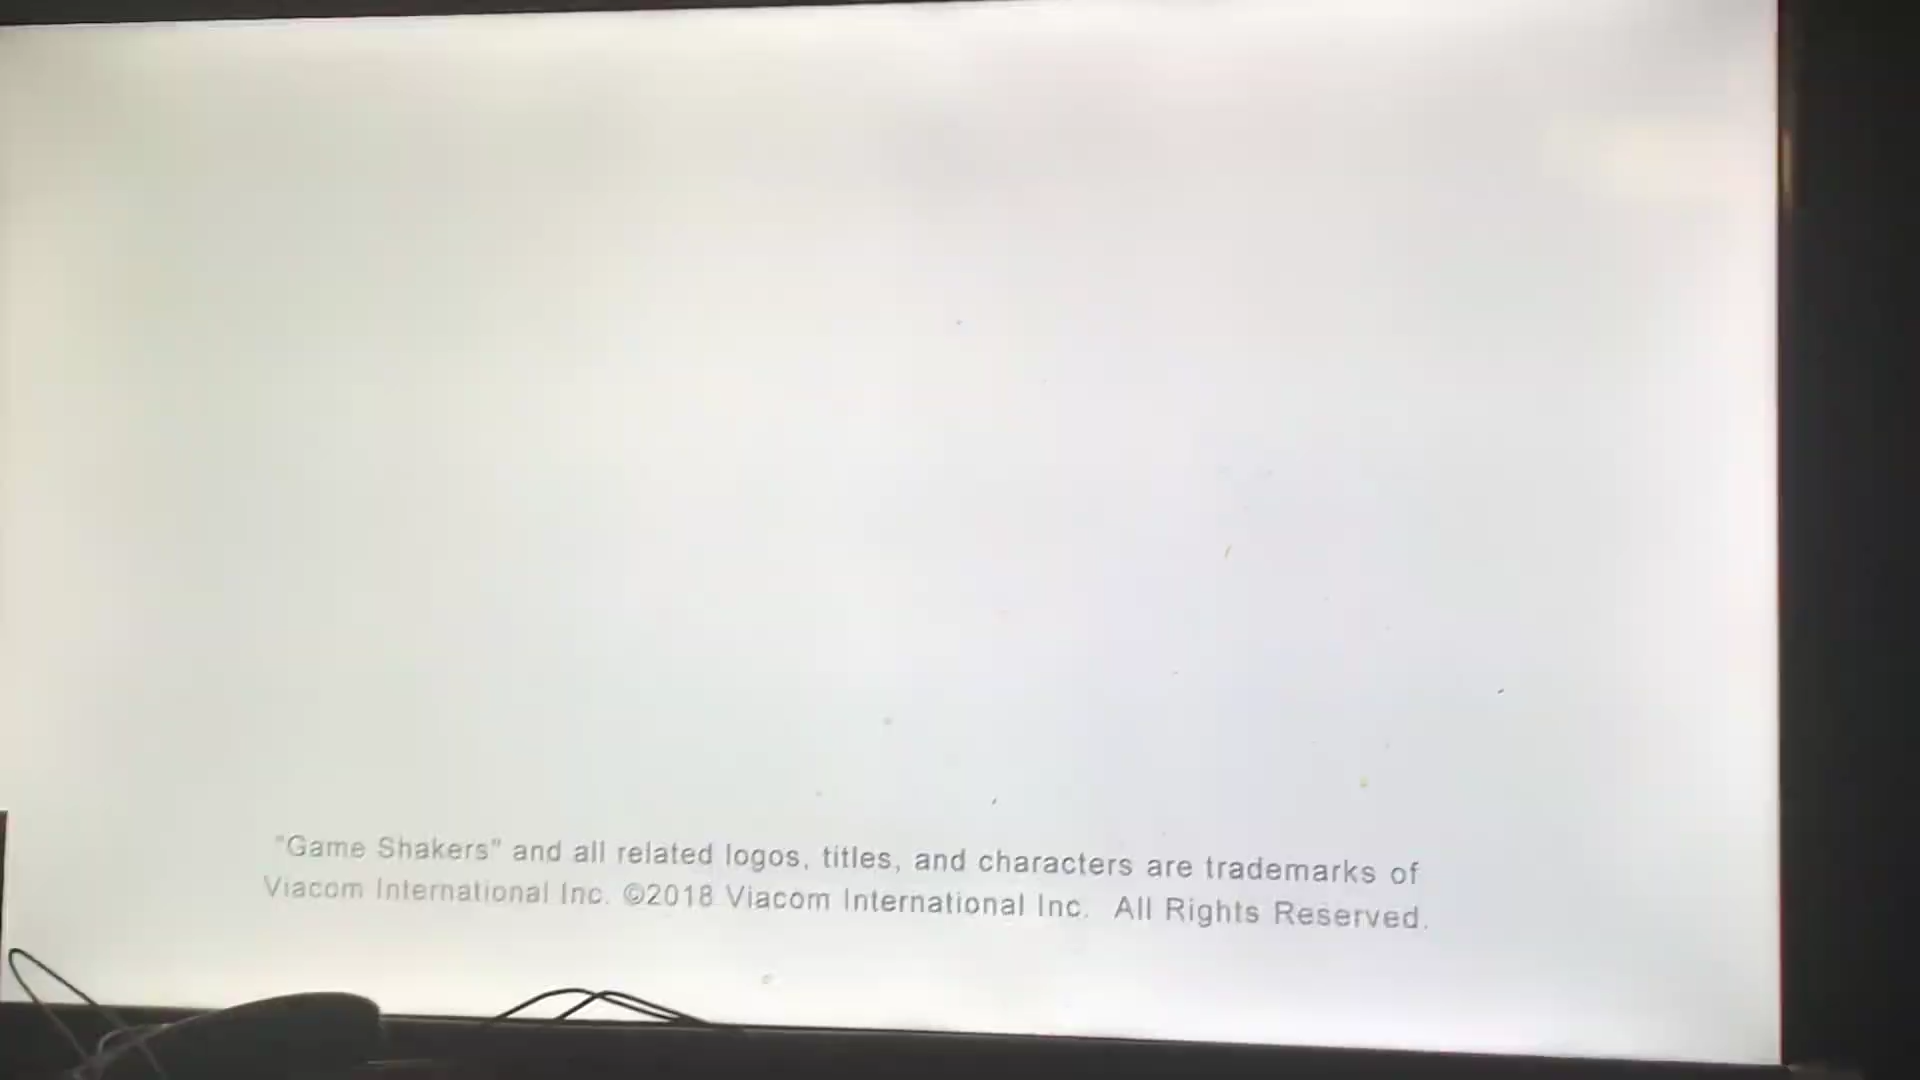 "Game Shakers" and all related logos, titles, and characters are trademarks of
Viacom International Inc. ©2018 Viacom International Inc. All Rights Reserved.